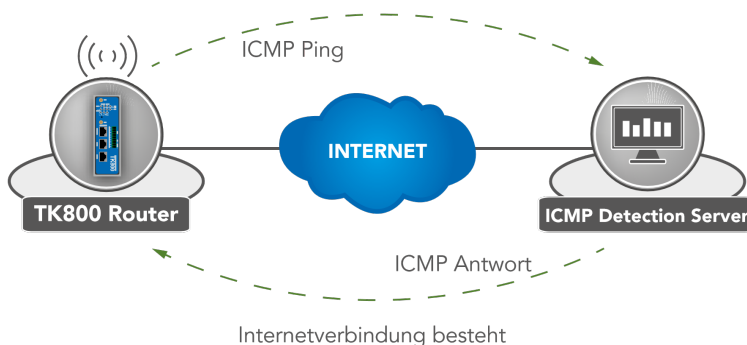 ICMP Ping
INTERNET
TK800 Router
ICMP Detection Server
ICMP Antwort
Internetverbindung besteht